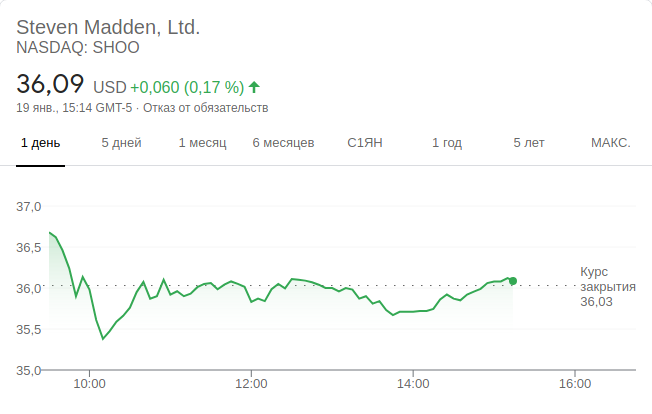 Steven Madden, Ltd.
NASDAQ: SHOO
36,09 USD +0,060 (0,17 %)
19 янв., 15:14 GMT-5 · Отказ от обязательств
1 день 5 дней 1 месяц 6 месяцев С1ЯН 1 год 5 лет МАКС.
37,0
36,5
36,0
35,5
35,0
Курс
закрытия
36,03
10:00 12:00 14:00 16:00